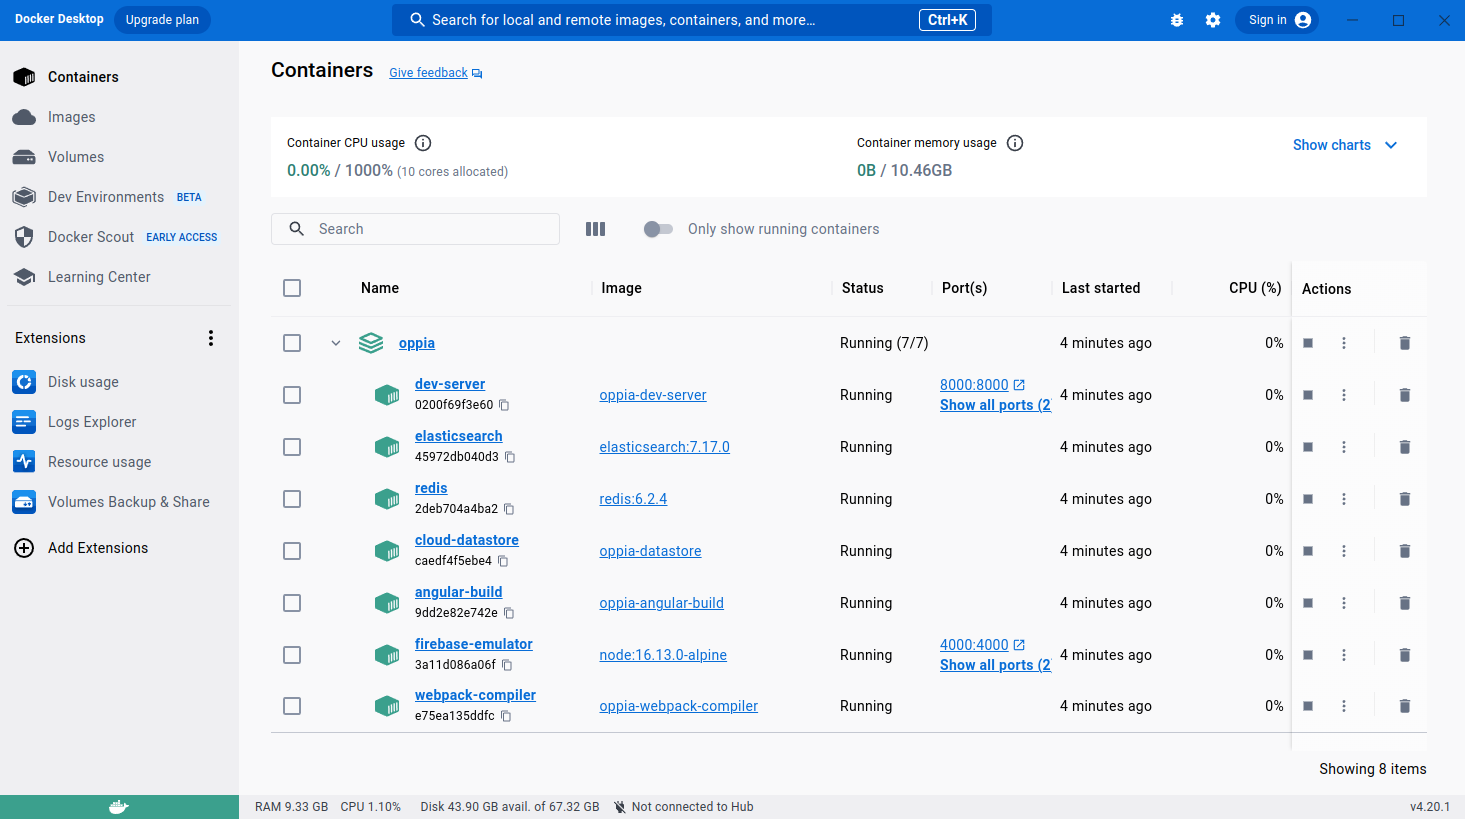 Docker Desktop Upgrade plan Search for local and remote images, containers, and more... Ctrl+K Sign in
Containers
Images
Volumes
Dev Environments BETA
Docker Scout EARLY ACCESS
Learning Center
Extensions
Disk usage
Logs Explorer
Resource usage
Volumes Backup & Share
Add Extensions
Containers Give feedback
Container CPU usage
0.00% / 1000% (10 cores allocated)
Container memory usage
0B / 10.46GB
Show charts
Search Only show running containers
Name Image Status Port(s) Last started CPU (%) Actions
oppia Running (7/7) 4 minutes ago 0%
dev-server
0200f69f3e60
oppia-dev-server Running
8000:8000
Show all ports (2
4 minutes ago 0%
elasticsearch
45972db040d3
elasticsearch:7.17.0 Running 4 minutes ago 0%
redis
2deb704a4ba2
redis:6.2.4 Running 4 minutes ago 0%
cloud-datastore
caedf4f5ebe4
oppia-datastore Running 4 minutes ago 0%
angular-build
9dd2e82e742e
oppia-angular-build Running 4 minutes ago 0%
firebase-emulator
3a11d086a06f
node:16.13.0-alpine Running
4000:4000
Show all ports (2
4 minutes ago 0%
webpack-compiler
e75ea135ddfc
oppia-webpack-compiler Running 4 minutes ago 0%
Showing 8 items
RAM 9.33 GB CPU 1.10% Disk 43.90 GB avail. of 67.32 GB Not connected to Hub v4.20.1